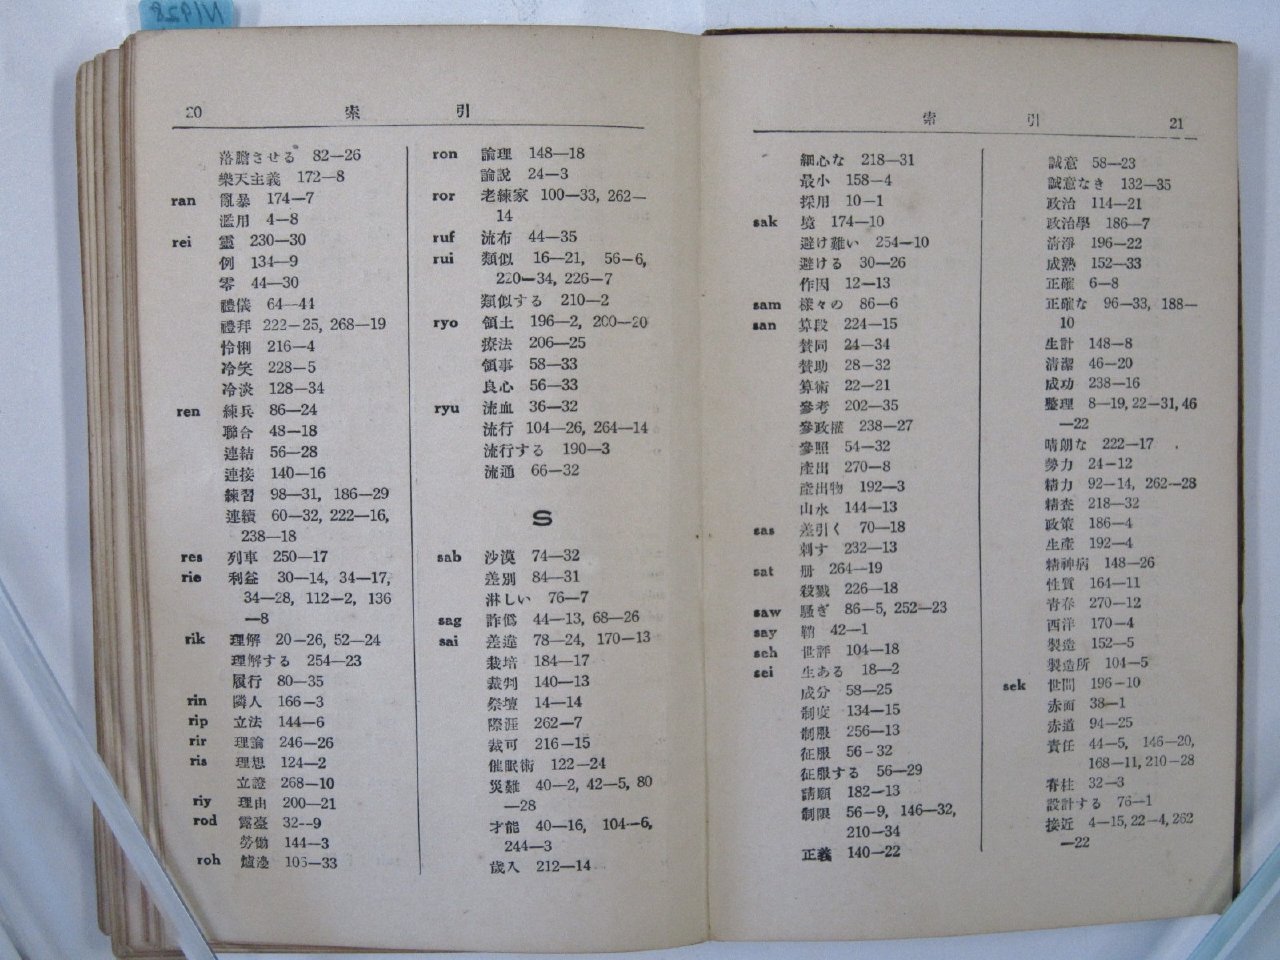 20 索 引
落膽させる 82—26
樂天主義 172—8
ran 亂暴 174—7
濫用 4—8
rei 靈 230—30
例 134—9
零 44—30
禮儀 64—44
禮拜 222—25, 268—19
怜悧 216—4
冷笑 228—5
冷淡 128—34
ren 練兵 86—24
聯合 48—18
連結 56—28
連接 140—16
練習 98—31, 186—29
連續 60—32, 222—16,
238—18
res 列車 250—17
rie 利益 30—14, 34—17,
34—28, 112—2, 136
—8
rik 理解 20—26, 52—24
理解する 254—23
履行 80—35
rin 隣人 166—3
rip 立法 144—6
rir 理論 246—26
ris 理想 124—2
立證 268—10
riy 理由 200—21
rod 露臺 32—9
勞働 144—3
roh 爐邊 106—33
ron 論理 148—18
論說 24—3
ror 老練家 100—33, 262—
14
ruf 流布 44—35
rui 類似 16—21, 56—6,
220—34, 226—7
類似する 210—2
ryo 領土 196—2, 200—20
療法 206—25
領事 58—33
良心 56—33
ryu 流血 36—32
流行 104—26, 264—14
流行する 190—3
流通 66—32
S
sab 沙漠 74—32
差別 84—31
淋しい 76—7
sag 詐僞 44—13, 68—26
sai 差違 78—24, 170—13
栽培 184—17
裁判 140—13
祭壇 14—14
際涯 262—7
裁可 216—15
催眠術 122—24
災難 40—2, 42—5, 80
—28
才能 40—16, 104—6,
244—3
歲入 212—14
索 引 21
細心な 218—31
最小 158—4
採用 10—1
sak 境 174—10
避け難い 254—10
避ける 30—26
作因 12—13
sam 樣々の 86—6
san 算段 224—15
贊同 24—34
贊助 28—32
算術 22—21
參考 202—35
參政權 238—27
參照 54—32
產出 270—8
產出物 192—3
山水 144—13
sas 差引く 70—18
刺す 232—13
sat 册 264—19
殺戮 226—18
saw 騷ぎ 86—5, 252—23
say 鞘 42—1
seh 世評 104—18
sei 生ある 18—2
成分 58—25
制度 134—15
制服 256—13
征服 56—32
征服する 56—29
請願 182—13
制限 56—9, 146—32,
210—34
正義 140—22
誠意 58—23
誠意なき 132—35
政治 114—21
政治學 186—7
清淨 196—22
成熟 152—33
正確 6—8
正確な 96—33, 188—
10
生計 148—8
清潔 46—20
成功 238—16
整理 8—19, 22—31, 46
—22
晴朗な 222—17
勢力 24—12
精力 92—14, 262—28
精査 218—32
政策 186—4
生產 192—4
精神病 148—26
性質 164—11
青春 270—12
西洋 170—4
製造 152—5
製造所 104—5
sek 世間 196—10
赤面 38—1
赤道 94—25
責任 44—5, 146—20,
168—11, 210—28
脊柱 32—3
設計する 76—1
接近 4—15, 22—4, 262
—22